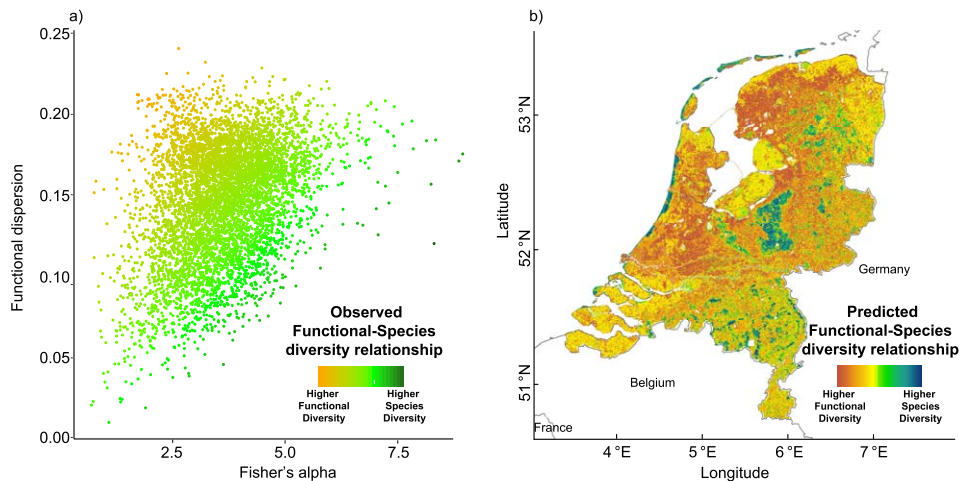 a)
0.25
0.20
0.15
0.10
0.05
0.00
Functional dispersion
2.5
5.0
7.5
Fisher's alpha
Observed
Functional-Species
diversity relationship
Higher
Functional
Diversity
Higher
Species
Diversity
b)
53°N
52°N
51°N
Latitude
4°E
5°E
6°E
7°E
Longitude
Germany
Belgium
France
Predicted
Functional-Species
diversity relationship
Higher
Functional
Diversity
Higher
Species
Diversity